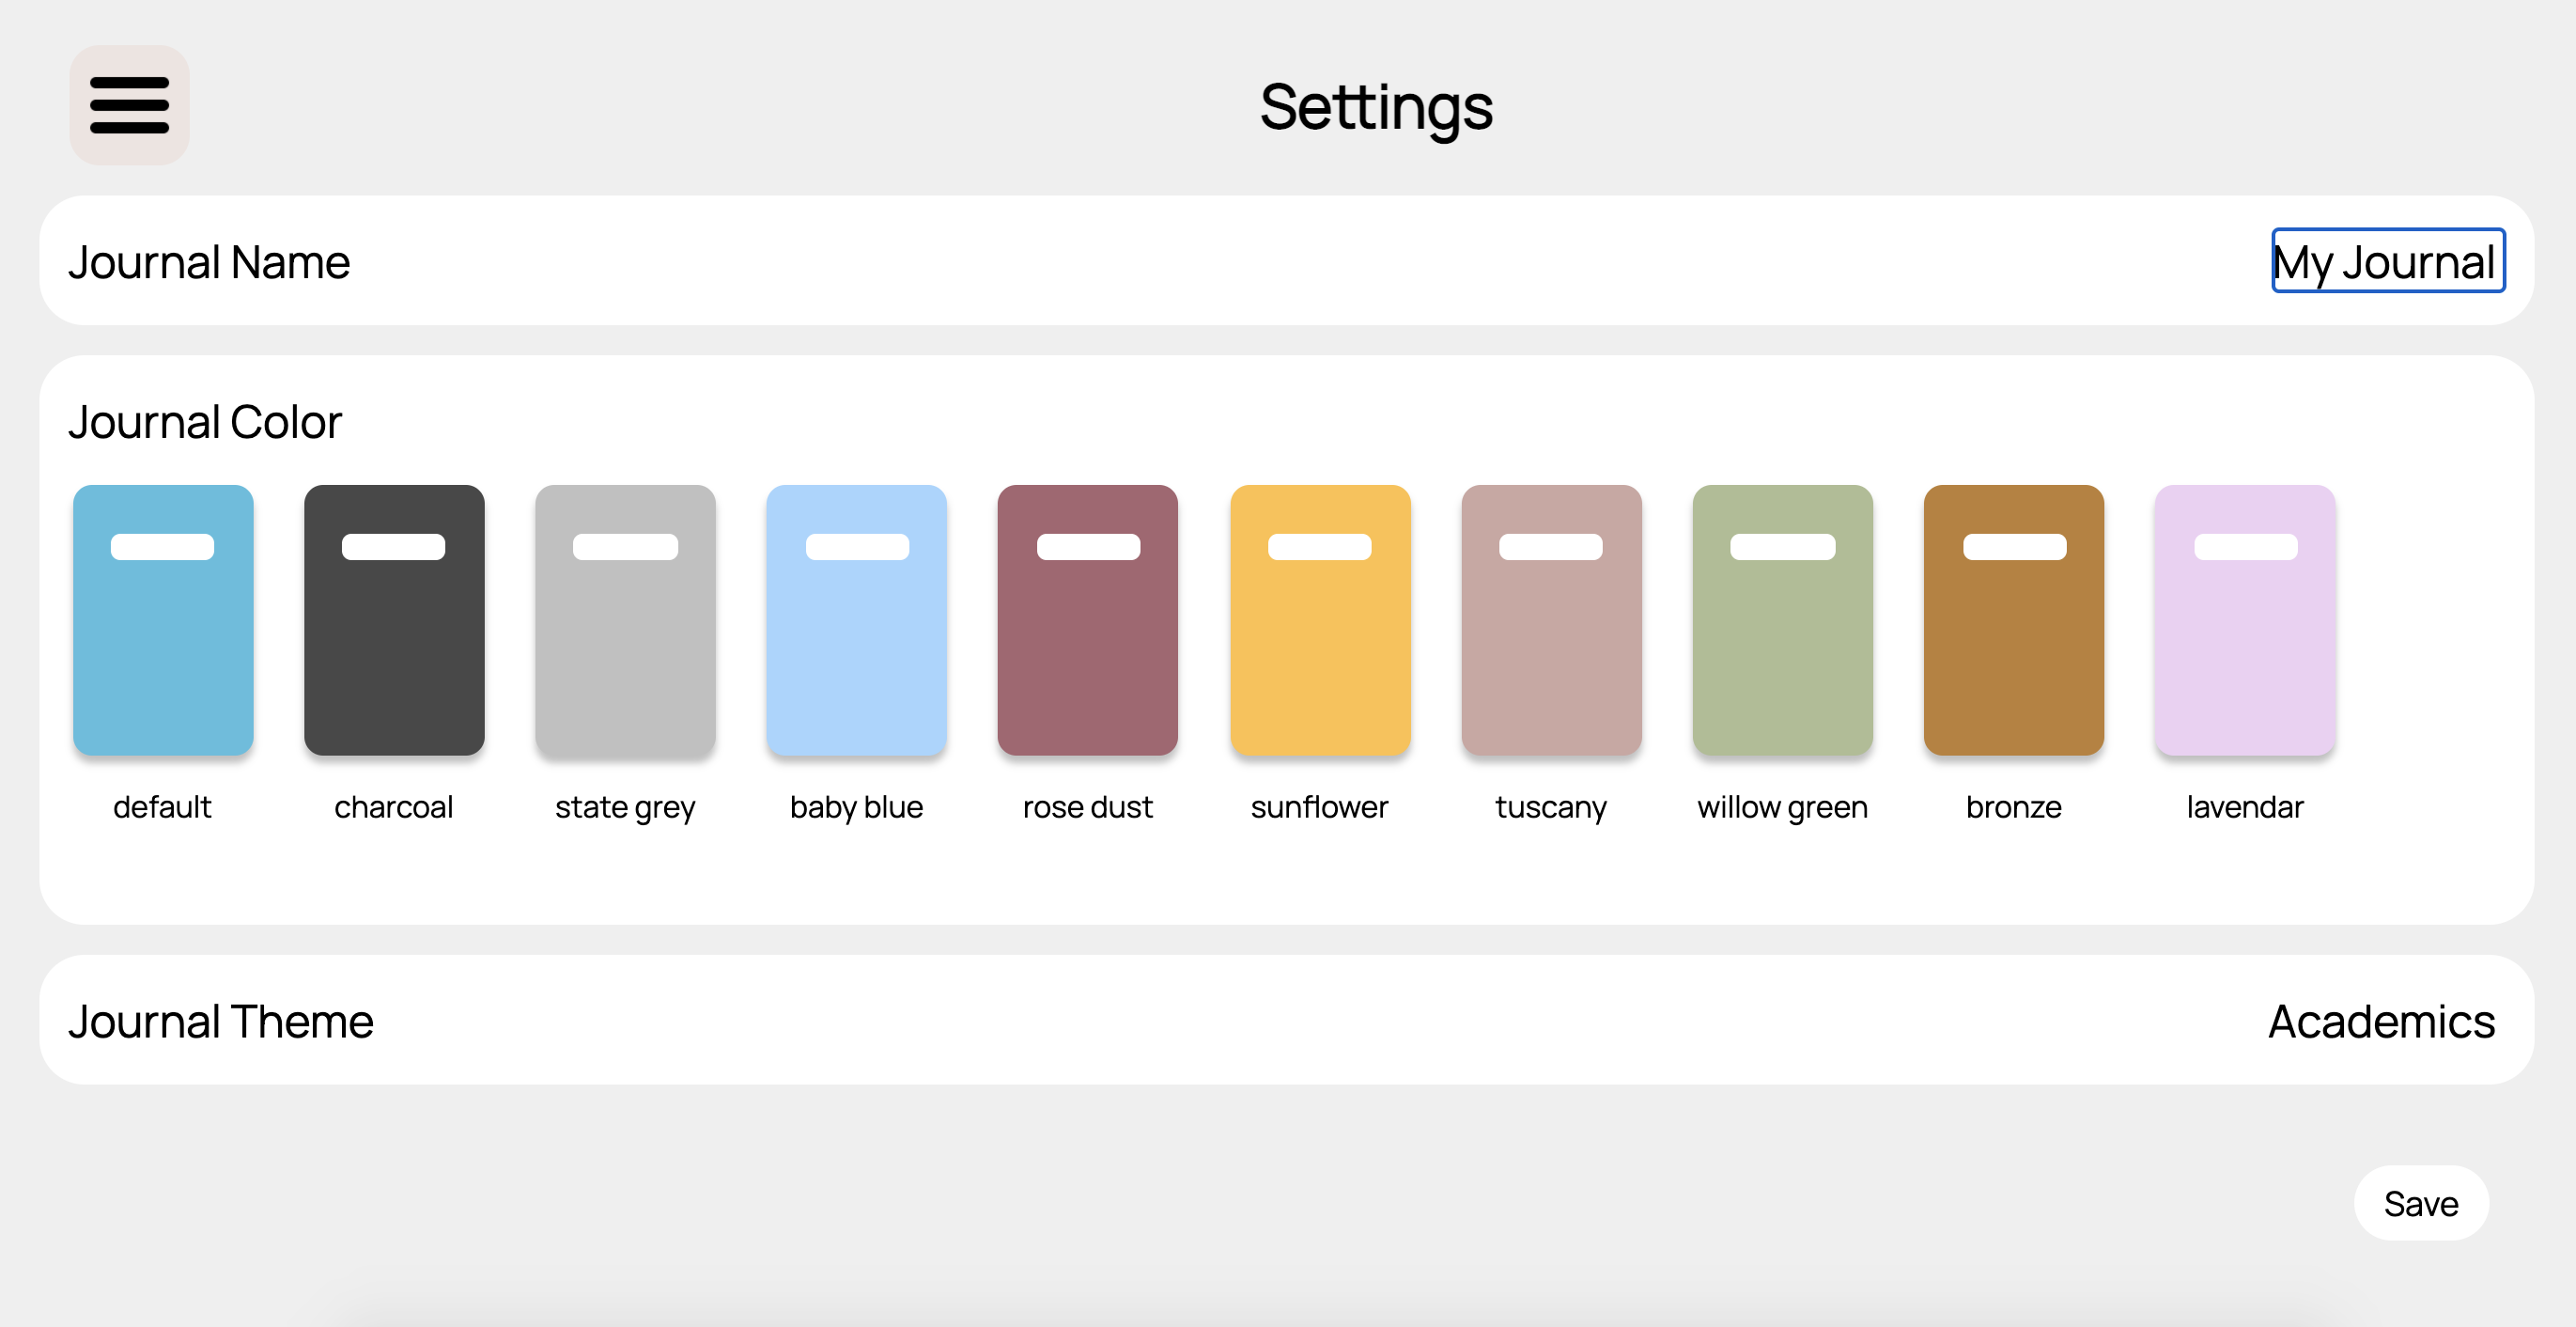 Settings
Journal Name
My Journal
Journal Color
default
charcoal
state grey
baby blue
rose dust
sunflower
tuscany
willow green
bronze
lavendar
Journal Theme
Academics
Save